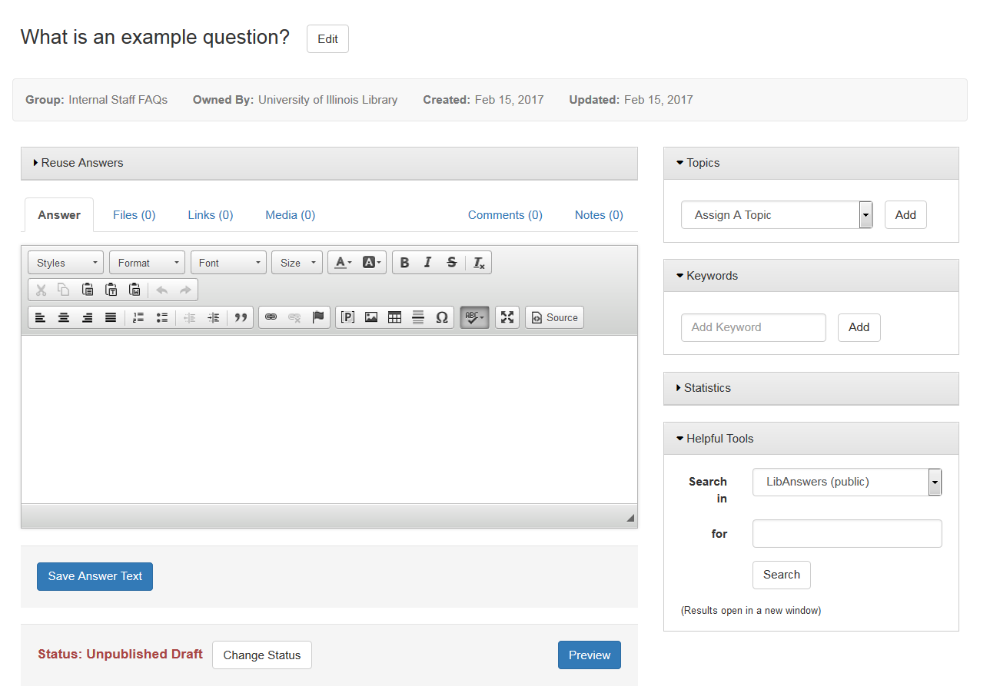 What is an example question? Edit
Group: Internal Staff FAQs Owned By: University of Illinois Library Created: Feb 15, 2017 Updated: Feb 15, 2017
Reuse Answers
Answer Files (0) Links (0) Media (0) Comments (0) Notes (0)
Styles Format Font Size A A B I S Tx
[P] Ω ABC Source
Save Answer Text
Status: Unpublished Draft Change Status Preview
Topics
Assign A Topic Add
Keywords
Add Keyword Add
Statistics
Helpful Tools
Search LibAnswers (public)
in
for
Search
(Results open in a new window)